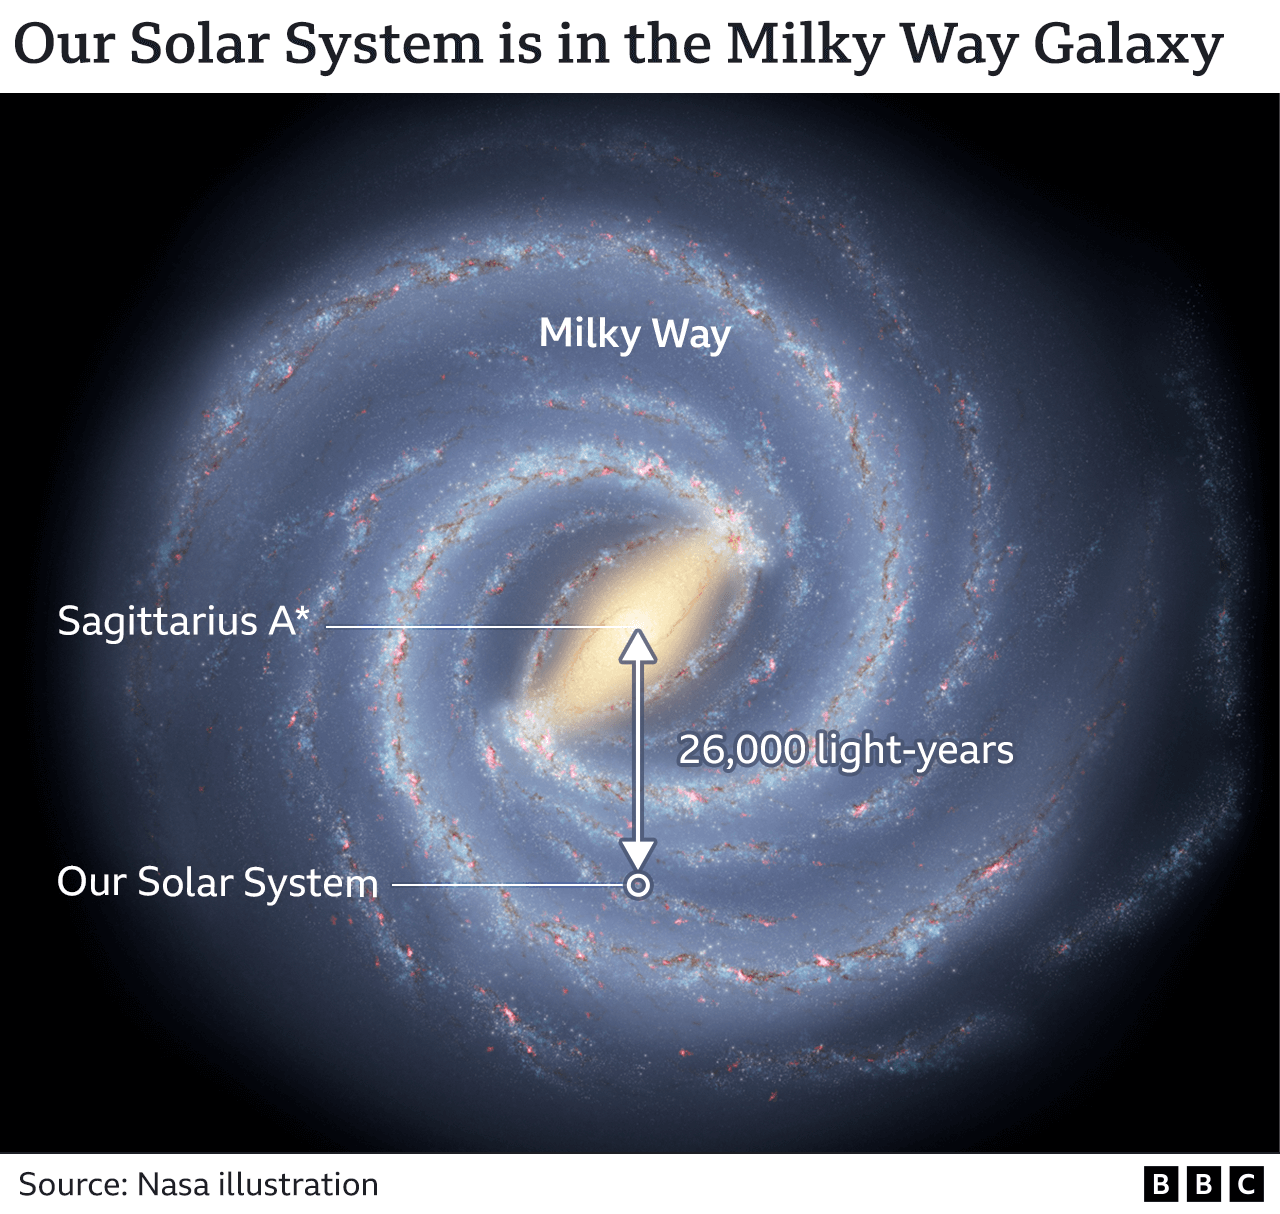 Our Solar System is in the Milky Way Galaxy
Milky Way
Sagittarius A*
26,000 light-years
Our Solar System
Source: Nasa illustration
BBC